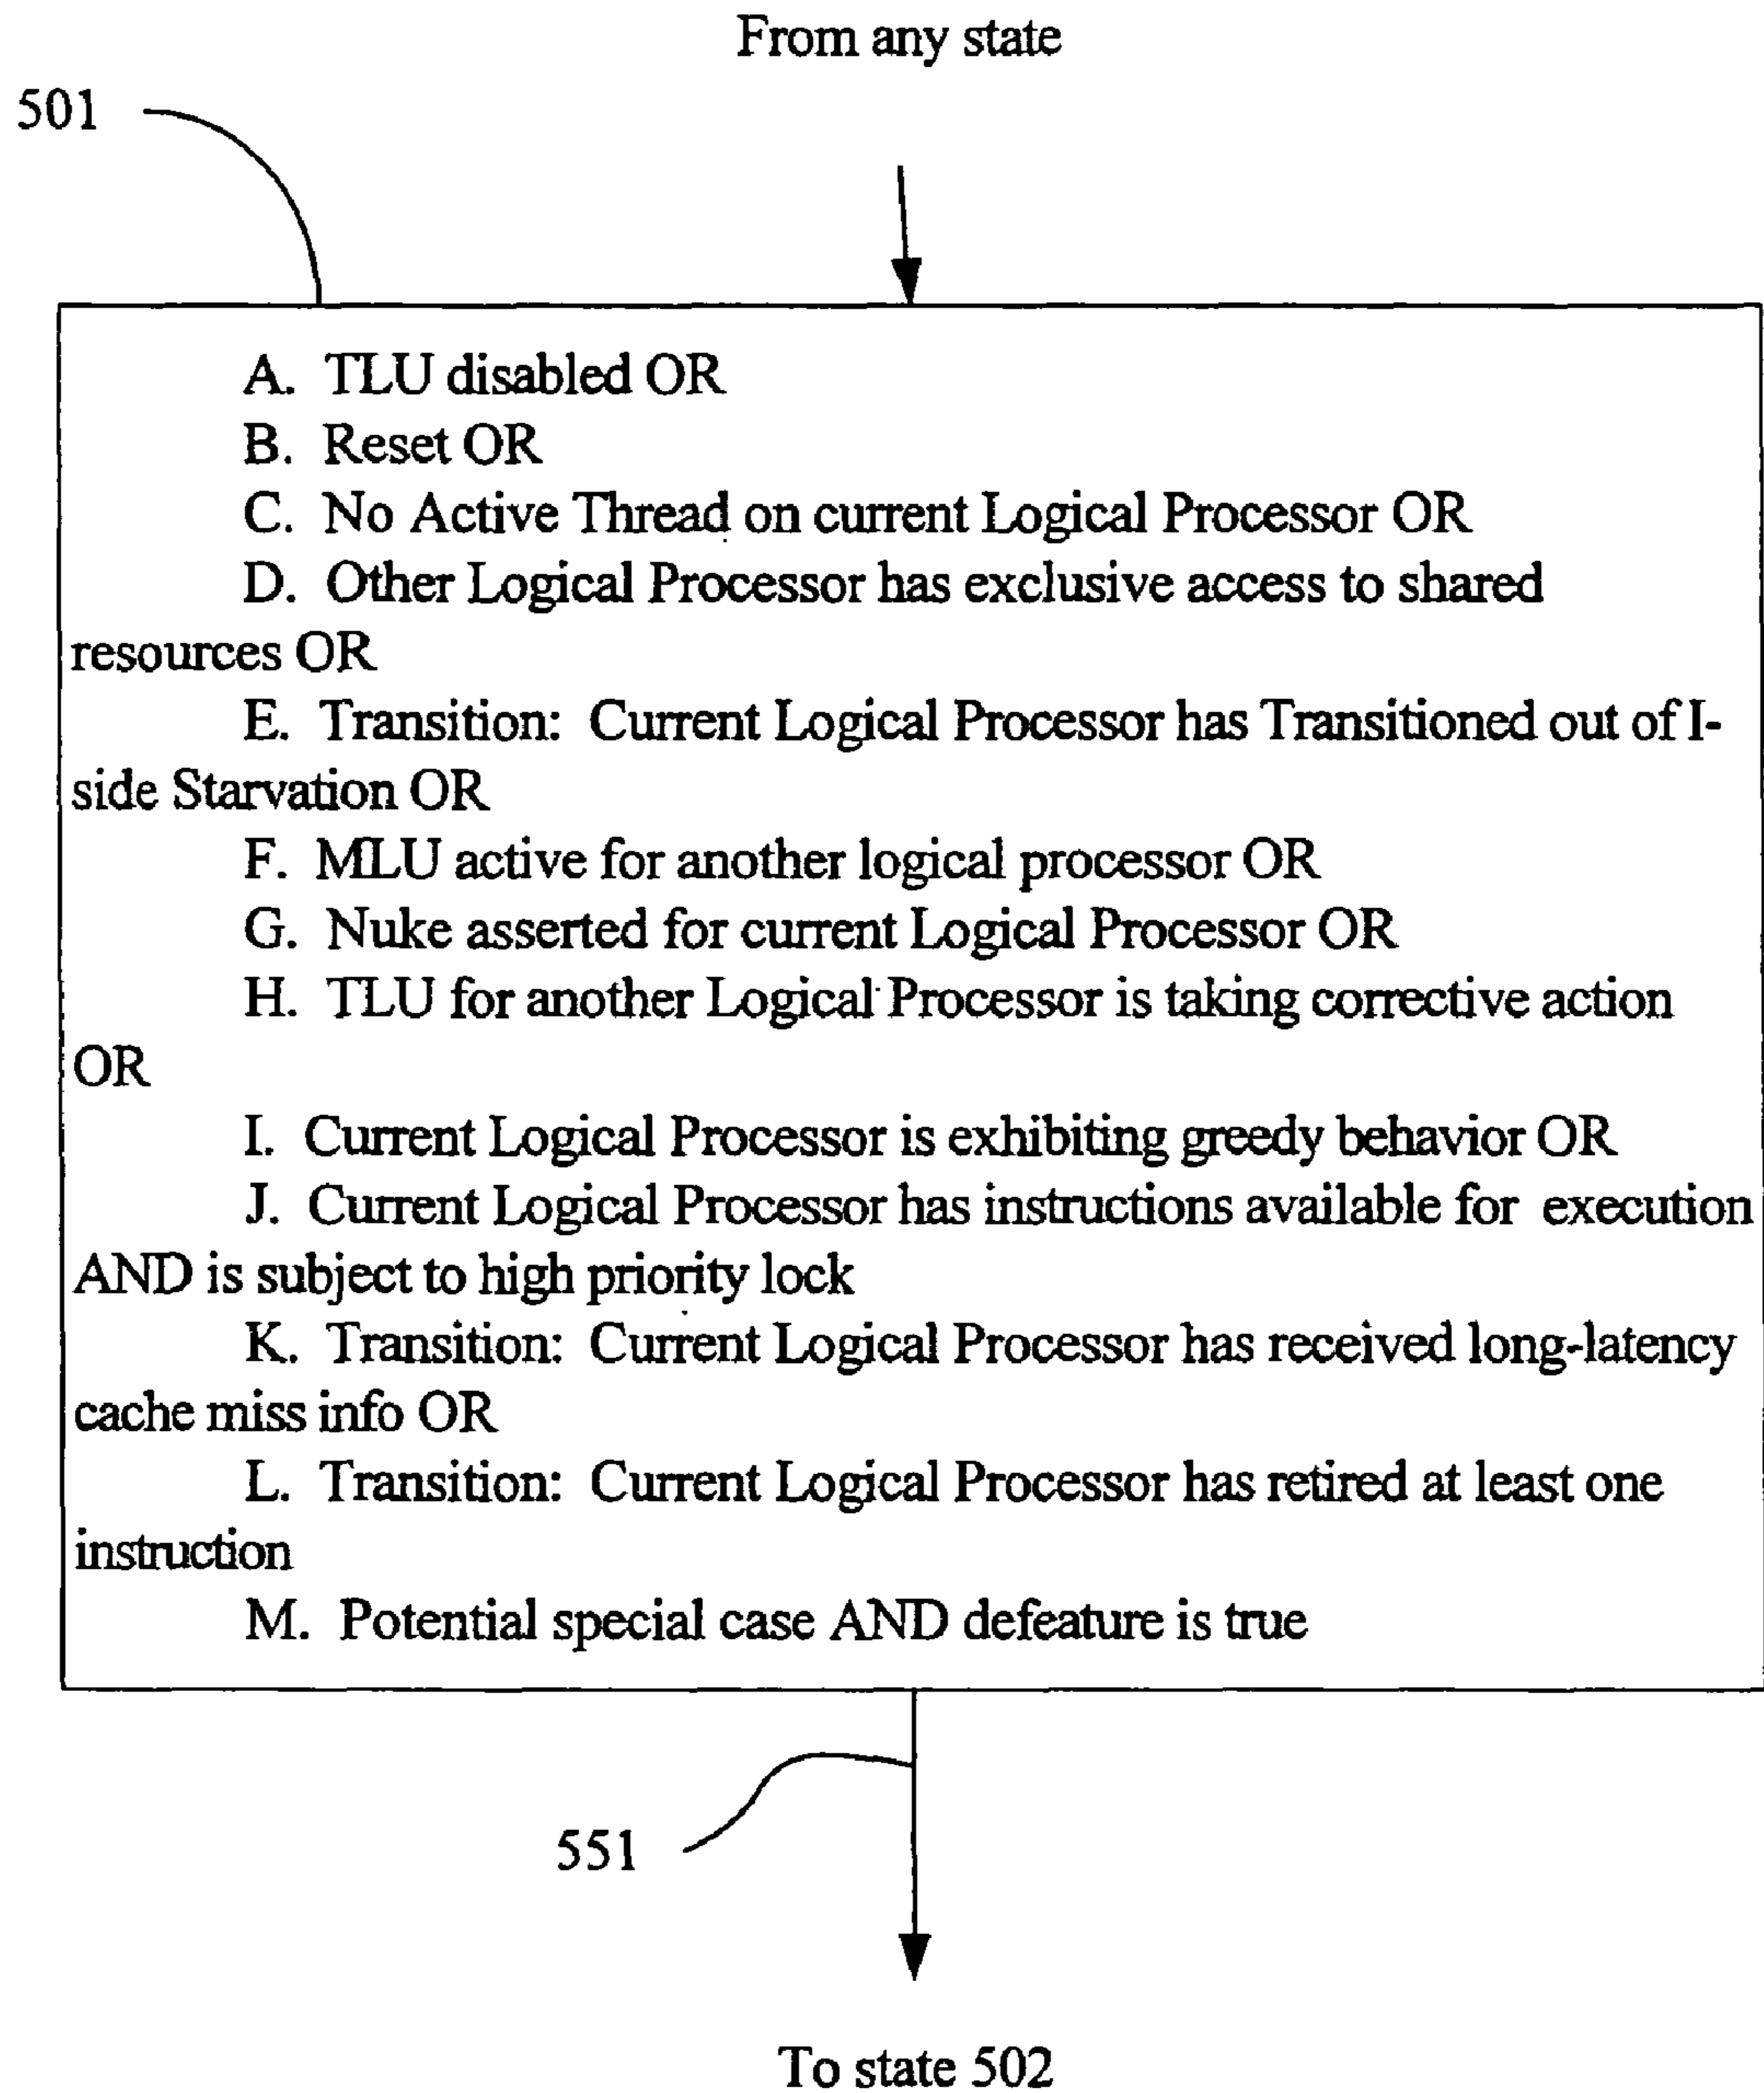 From any state
501
A. TLU disabled OR
B. Reset OR
C. No Active Thread on current Logical Processor OR
D. Other Logical Processor has exclusive access to shared
resources OR
E. Transition: Current Logical Processor has Transitioned out of I-
side Starvation OR
F. MLU active for another logical processor OR
G. Nuke asserted for current Logical Processor OR
H. TLU for another Logical Processor is taking corrective action
OR
I. Current Logical Processor is exhibiting greedy behavior OR
J. Current Logical Processor has instructions available for execution
AND is subject to high priority lock
K. Transition: Current Logical Processor has received long-latency
cache miss info OR
L. Transition: Current Logical Processor has retired at least one
instruction
M. Potential special case AND defeature is true
551
To state 502